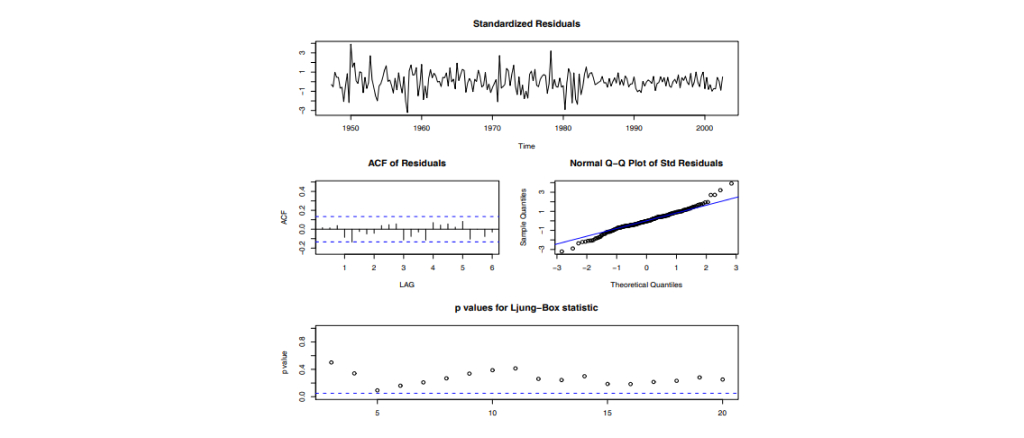 Standardized Residuals
3
1
−1
−3
1950 1960 1970 1980 1990 2000
Time
ACF of Residuals
ACF
0.4
0.2
0.0
−0.2
1 2 3 4 5 6
LAG
Normal Q−Q Plot of Std Residuals
Sample Quantiles
3
1
−1
−3
−3 −2 −1 0 1 2 3
Theoretical Quantiles
p values for Ljung−Box statistic
p value
0.8
0.4
0.0
5 10 15 20